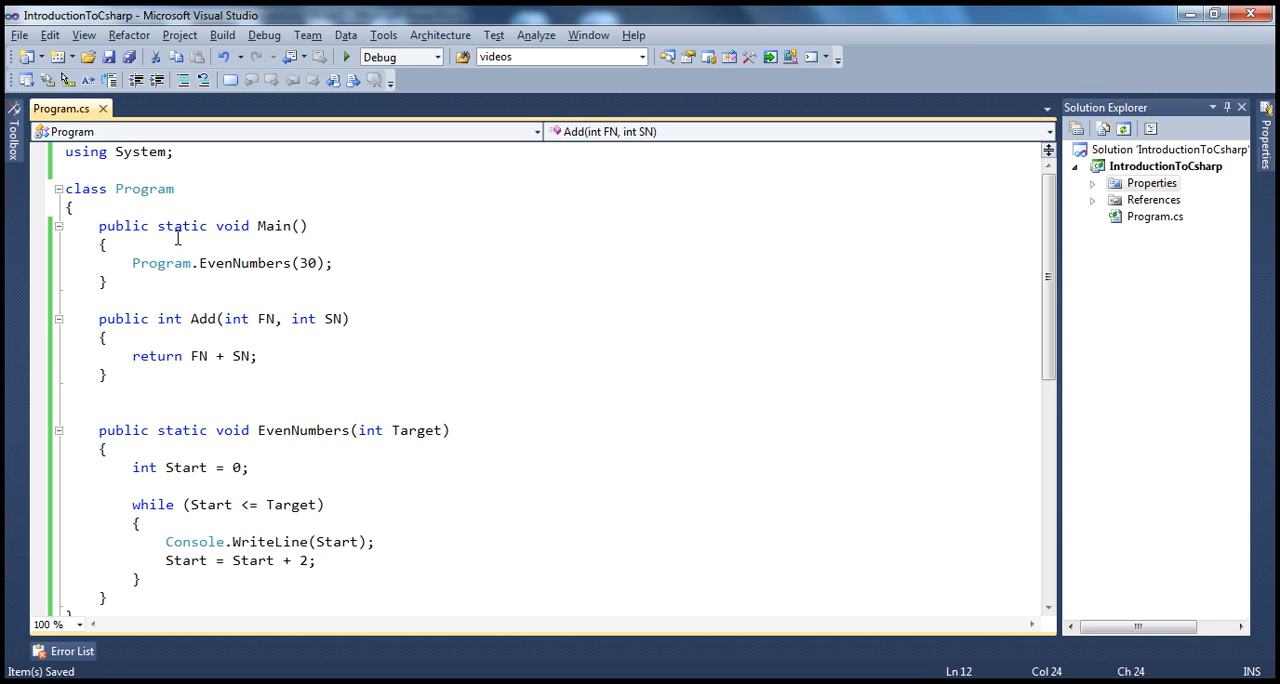 IntroductionToCsharp - Microsoft Visual Studio
File Edit View Refactor Project Build Debug Team Data Tools Architecture Test Analyze Window Help
Debug videos
Toolbox
Program.cs
Program Add(int FN, int SN)
using System;
class Program
{
public static void Main()
{
Program.EvenNumbers(30);
}
public int Add(int FN, int SN)
{
return FN + SN;
}
public static void EvenNumbers(int Target)
{
int Start = 0;
while (Start <= Target)
{
Console.WriteLine(Start);
Start = Start + 2;
}
}
100 %
Solution Explorer
Solution 'IntroductionToCsharp'
IntroductionToCsharp
Properties
References
Program.cs
Properties
Error List
Item(s) Saved Ln 12 Col 24 Ch 24 INS